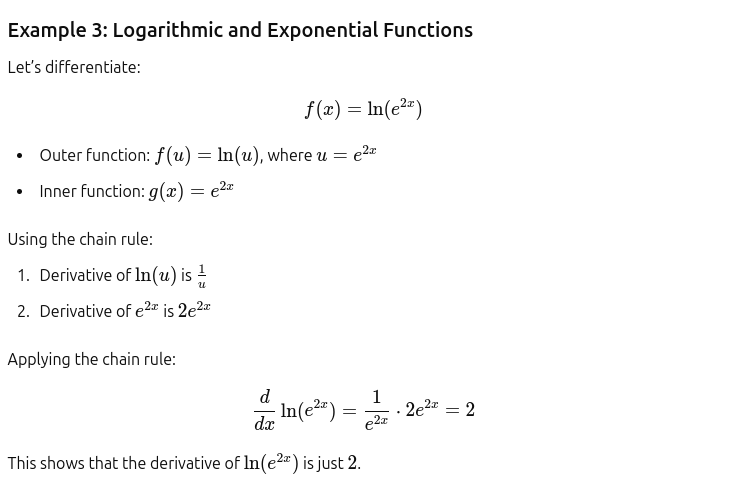 Example 3: Logarithmic and Exponential Functions
Let's differentiate:
f(x) = ln(e^{2x})
• Outer function: f(u) = ln(u), where u = e^{2x}
• Inner function: g(x) = e^{2x}
Using the chain rule:
1. Derivative of ln(u) is \frac{1}{u}
2. Derivative of e^{2x} is 2e^{2x}
Applying the chain rule:
\frac{d}{dx} ln(e^{2x}) = \frac{1}{e^{2x}} · 2e^{2x} = 2
This shows that the derivative of ln(e^{2x}) is just 2.